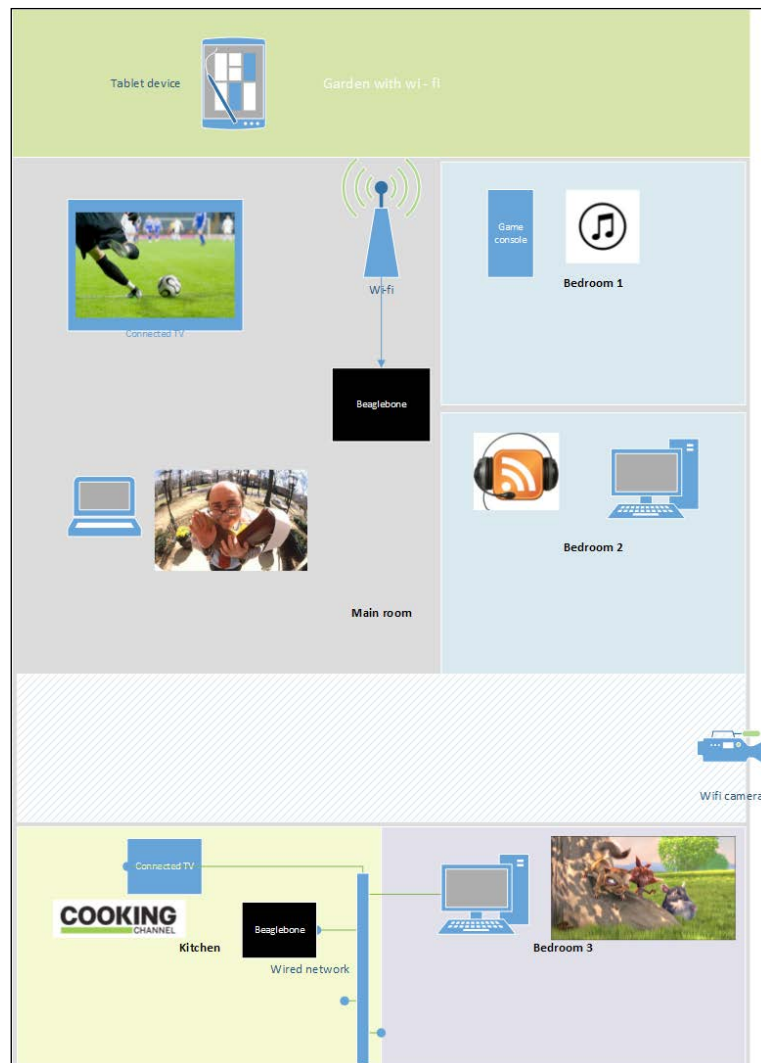 Tablet device
Garden with wi - fi
Game
console
Bedroom 1
Wi-fi
Connected TV
Beaglebone
Bedroom 2
Main room
Wifi camera
Connected TV
COOKING
CHANNEL
Beaglebone
Kitchen
Bedroom 3
Wired network